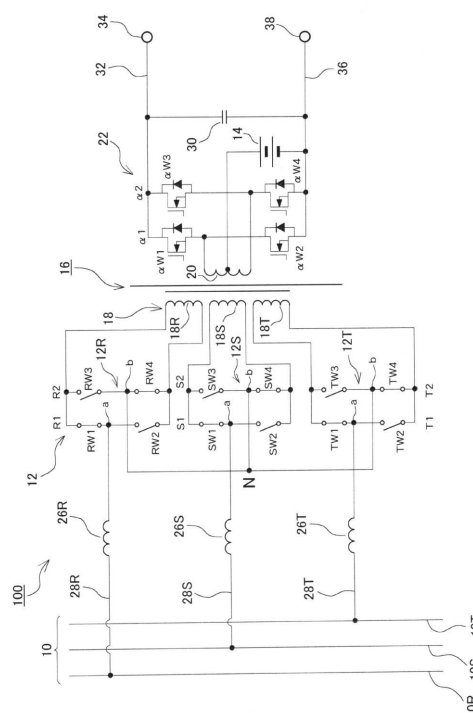 100
10
28R
26R
28S
26S
28T
26T
12
N
R1
R2
RW1
RW3
12R
a
b
RW2
RW4
S1
S2
SW1
SW3
12S
a
b
SW2
SW4
TW1
TW3
12T
a
b
TW2
TW4
T1
T2
18
18R
18S
18T
16
20
22
α1
α2
αW1
αW3
αW2
αW4
14
30
32
34
36
38